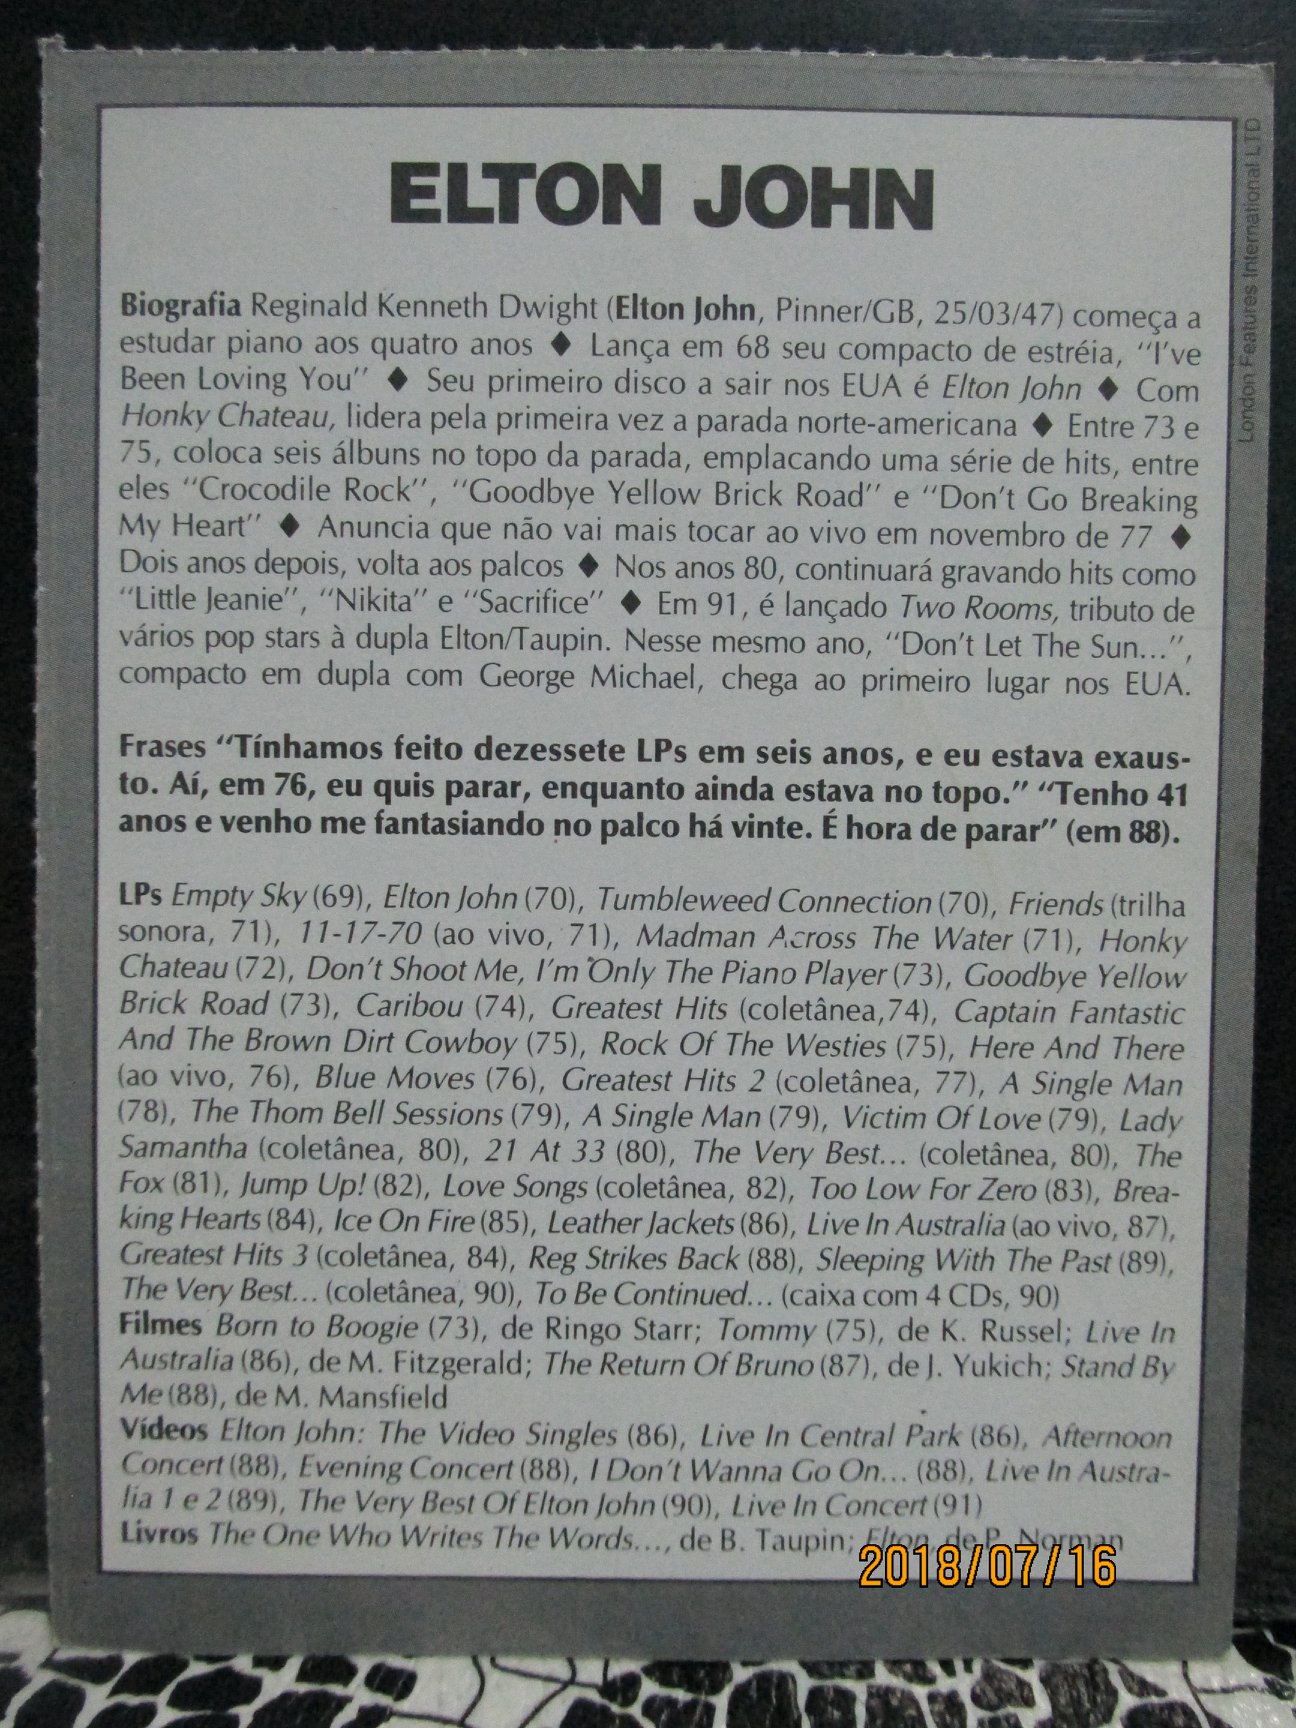 ELTON JOHN
London Features International LTD
Biografia Reginald Kenneth Dwight (Elton John, Pinner/GB, 25/03/47) começa a
estudar piano aos quatro anos ♦ Lança em 68 seu compacto de estréia, "I've
Been Loving You" ♦ Seu primeiro disco a sair nos EUA é Elton John ♦ Com
Honky Chateau, lidera pela primeira vez a parada norte-americana ♦ Entre 73 e
75, coloca seis álbuns no topo da parada, emplacando uma série de hits, entre
eles "Crocodile Rock", "Goodbye Yellow Brick Road" e "Don't Go Breaking
My Heart" ♦ Anuncia que não vai mais tocar ao vivo em novembro de 77 ♦
Dois anos depois, volta aos palcos ♦ Nos anos 80, continuará gravando hits como
"Little Jeanie", "Nikita" e "Sacrifice" ♦ Em 91, é lançado Two Rooms, tributo de
vários pop stars à dupla Elton/Taupin. Nesse mesmo ano, "Don't Let The Sun...",
compacto em dupla com George Michael, chega ao primeiro lugar nos EUA.
Frases "Tínhamos feito dezessete LPs em seis anos, e eu estava exaus-
to. Aí, em 76, eu quis parar, enquanto ainda estava no topo." "Tenho 41
anos e venho me fantasiando no palco há vinte. É hora de parar" (em 88).
LPs Empty Sky (69), Elton John (70), Tumbleweed Connection (70), Friends (trilha
sonora, 71), 11-17-70 (ao vivo, 71), Madman Across The Water (71), Honky
Chateau (72), Don't Shoot Me, I'm Only The Piano Player (73), Goodbye Yellow
Brick Road (73), Caribou (74), Greatest Hits (coletânea,74), Captain Fantastic
And The Brown Dirt Cowboy (75), Rock Of The Westies (75), Here And There
(ao vivo, 76), Blue Moves (76), Greatest Hits 2 (coletânea, 77), A Single Man
(78), The Thom Bell Sessions (79), A Single Man (79), Victim Of Love (79), Lady
Samantha (coletânea, 80), 21 At 33 (80), The Very Best... (coletânea, 80), The
Fox (81), Jump Up! (82), Love Songs (coletânea, 82), Too Low For Zero (83), Brea-
king Hearts (84), Ice On Fire (85), Leather Jackets (86), Live In Australia (ao vivo, 87),
Greatest Hits 3 (coletânea, 84), Reg Strikes Back (88), Sleeping With The Past (89),
The Very Best... (coletânea, 90), To Be Continued... (caixa com 4 CDs, 90)
Filmes Born to Boogie (73), de Ringo Starr; Tommy (75), de K. Russel; Live In
Australia (86), de M. Fitzgerald; The Return Of Bruno (87), de J. Yukich; Stand By
Me (88), de M. Mansfield
Vídeos Elton John: The Video Singles (86), Live In Central Park (86), Afternoon
Concert (88), Evening Concert (88), I Don't Wanna Go On... (88), Live In Austra-
lia 1 e 2 (89), The Very Best Of Elton John (90), Live In Concert (91)
Livros The One Who Writes The Words..., de B. Taupin; Elton, de P. Norman
2018/07/16